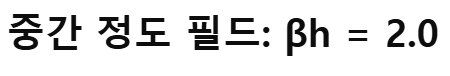 중간 정도 필드: βh = 2.0